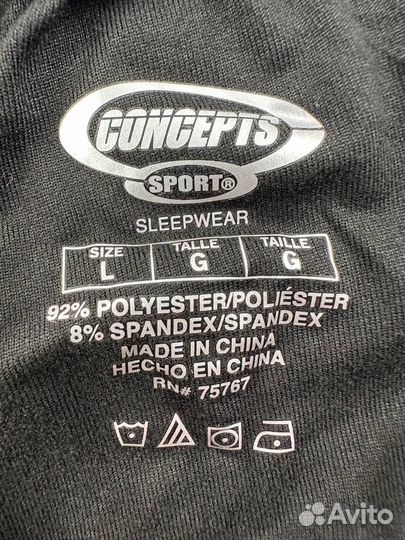 CONCEPTS
SPORT®
SLEEPWEAR
SIZE TALLE TAILLE
L G G
92% POLYESTER/POLIÉSTER
8% SPANDEX/SPANDEX
MADE IN CHINA
HECHO EN CHINA
RN# 75767
Avito